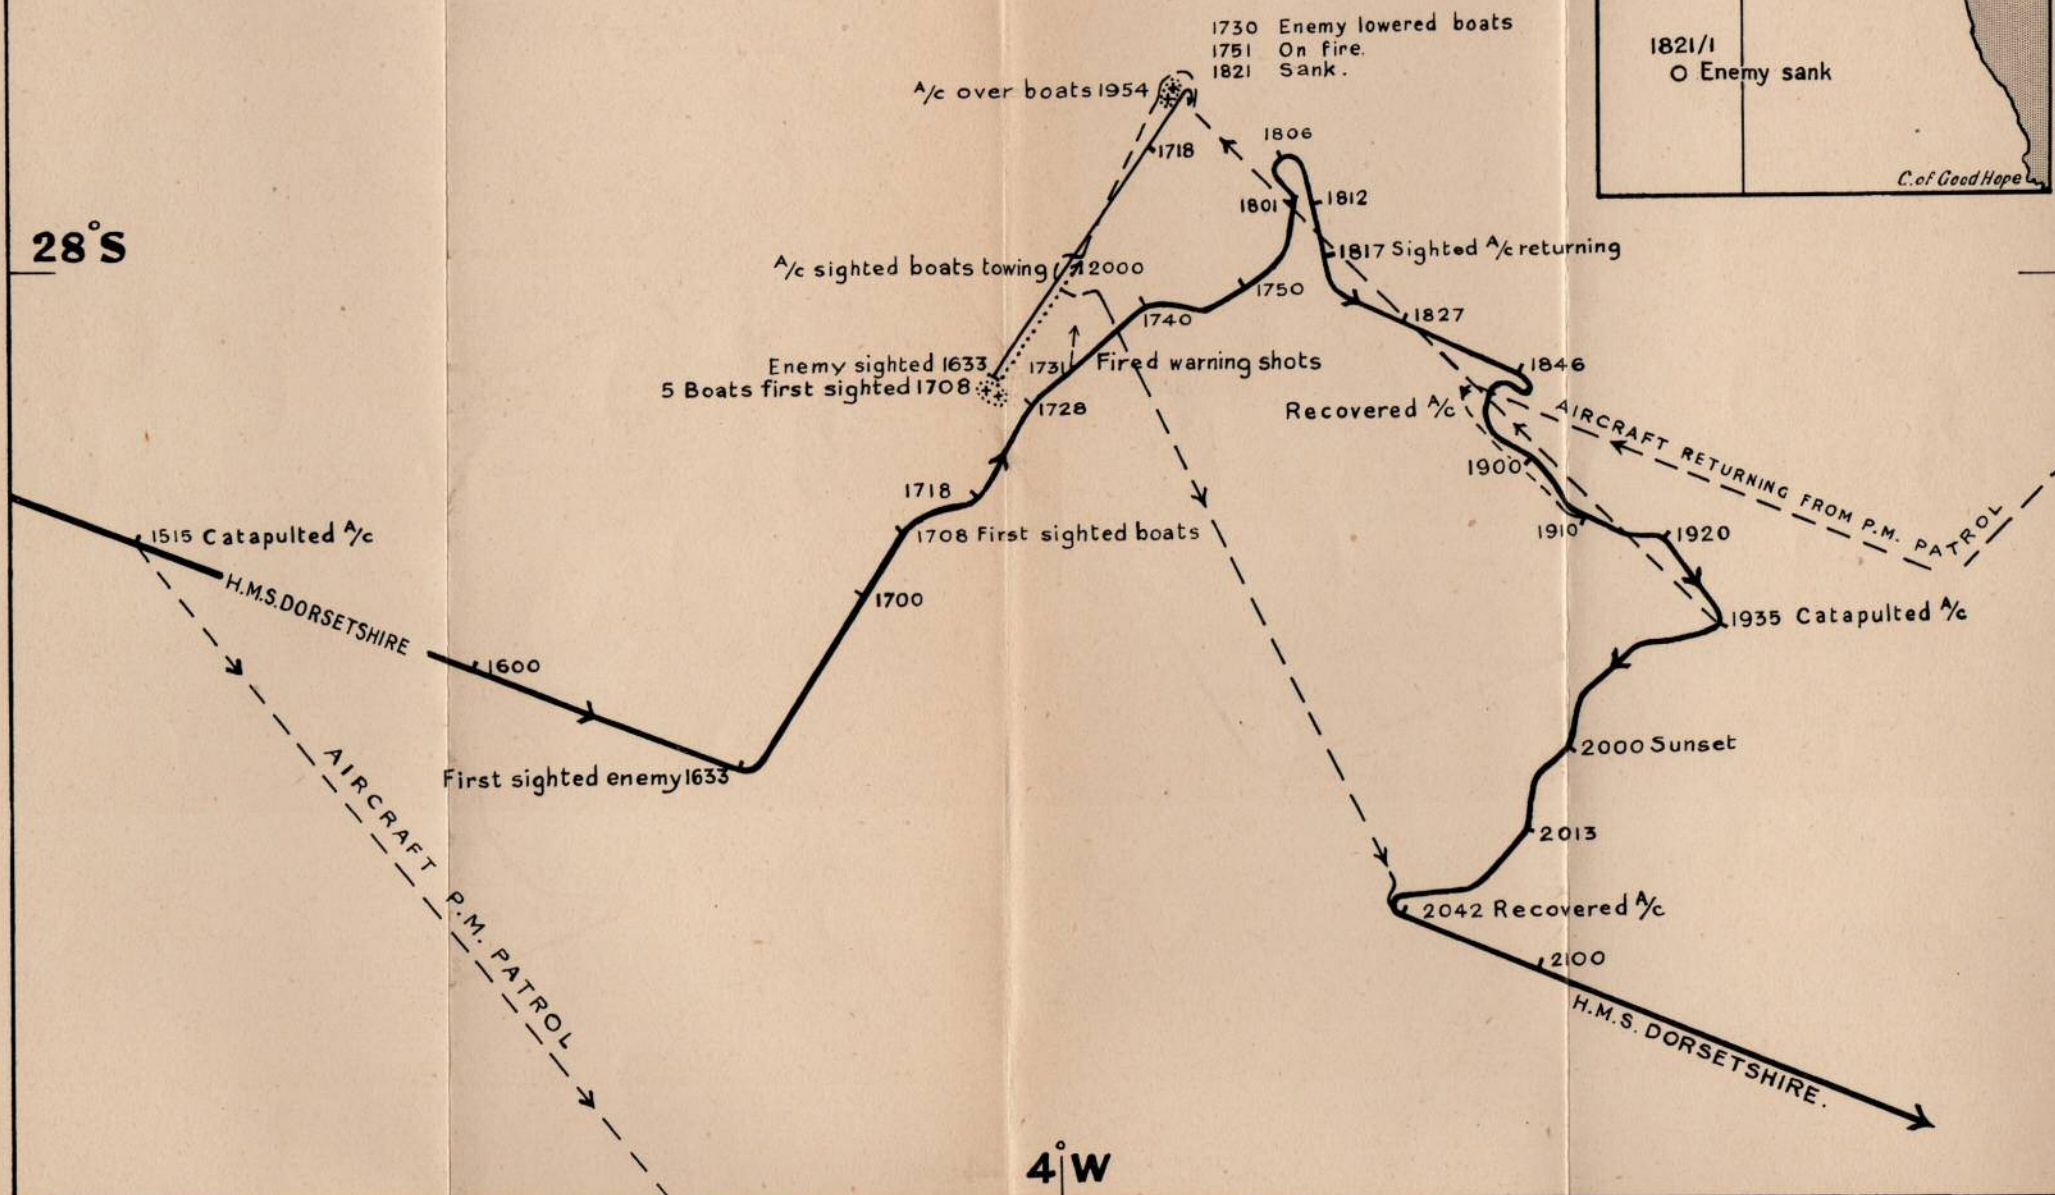 1730 Enemy lowered boats
1751 On fire.
1821 Sank.
1821/1
Enemy sank
C. of Good Hope
A/c over boats 1954
1718
1806
1801
1812
28°S
1817 Sighted A/c returning
A/c sighted boats towing
2000
1750
1740
1827
Enemy sighted 1633
1731
Fired warning shots
1846
5 Boats first sighted 1708
1728
Recovered A/c
AIRCRAFT RETURNING FROM P.M. PATROL
1900
1718
1515 Catapulted A/c
1708 First sighted boats
1910
1920
H.M.S. DORSETSHIRE
1700
1935 Catapulted A/c
1600
First sighted enemy 1633
2000 Sunset
AIRCRAFT P.M. PATROL
2013
2042 Recovered A/c
2100
H.M.S. DORSETSHIRE.
4°W